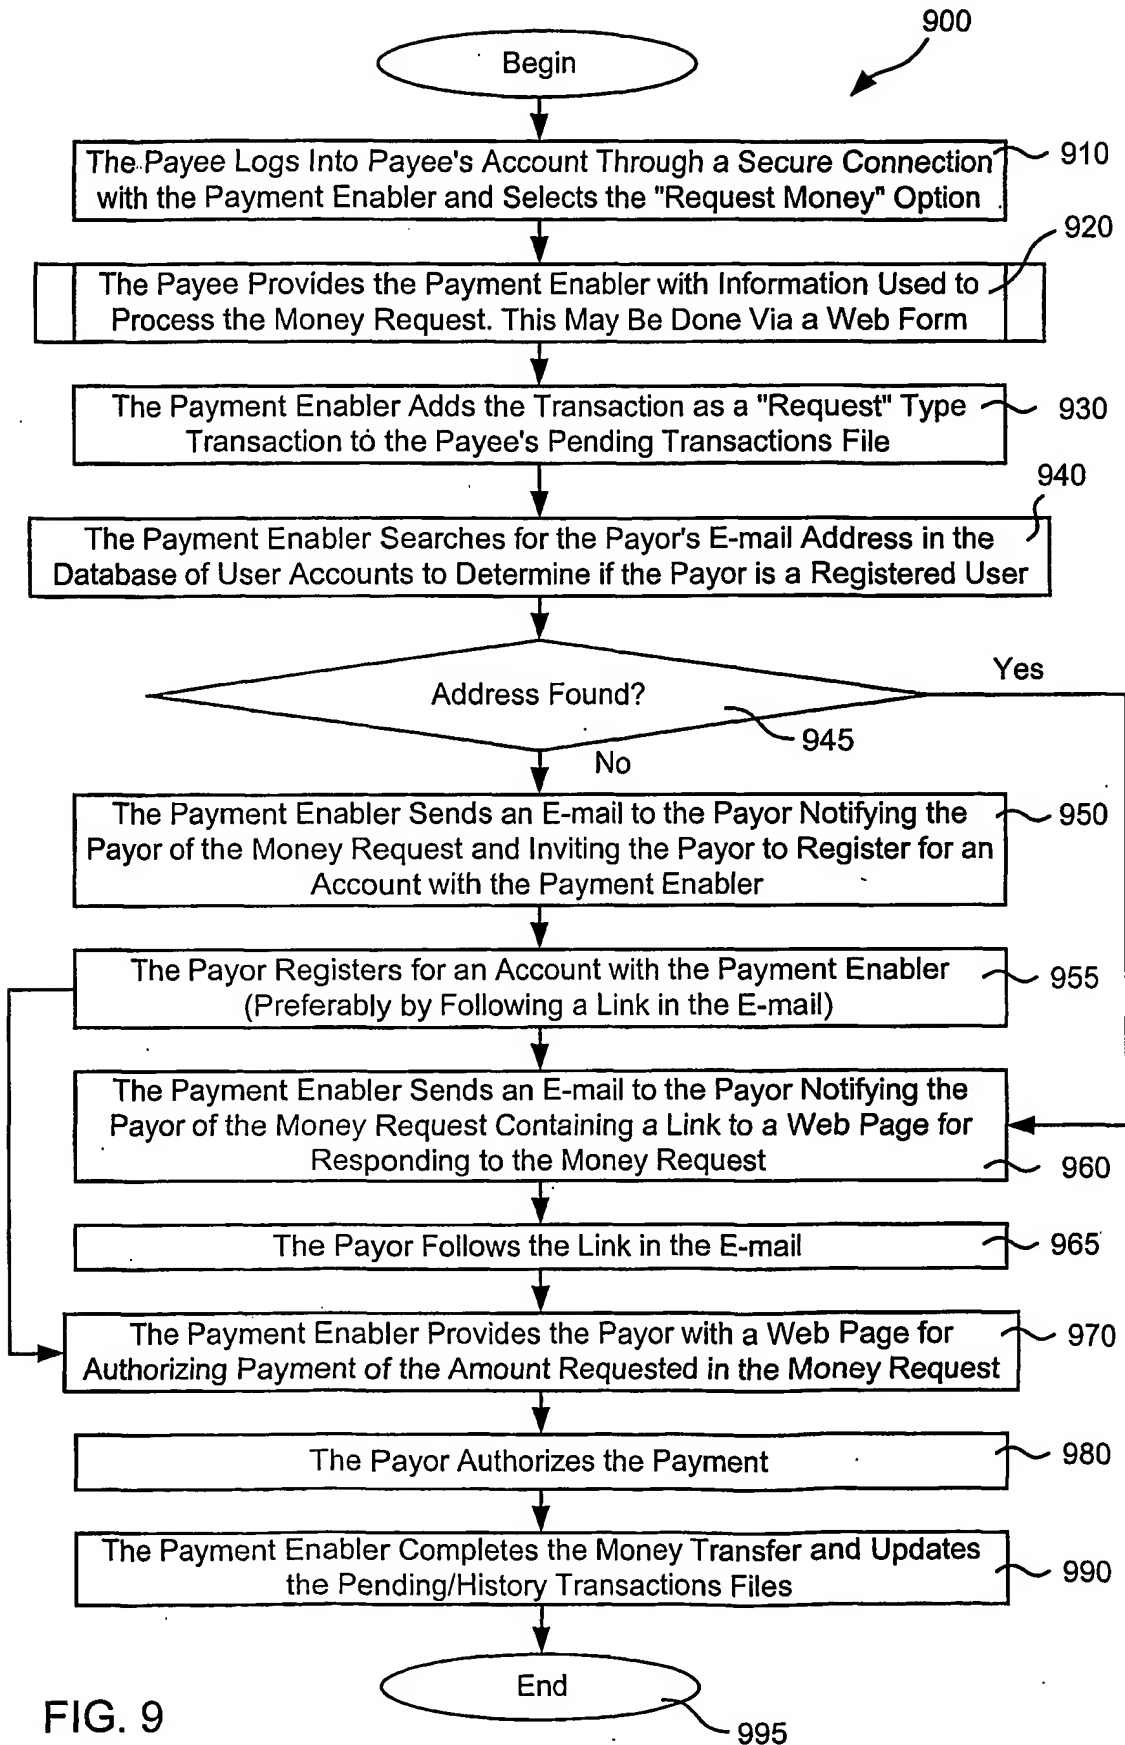 900
Begin
The Payee Logs Into Payee's Account Through a Secure Connection
with the Payment Enabler and Selects the "Request Money" Option
910
920
The Payee Provides the Payment Enabler with Information Used to
Process the Money Request. This May Be Done Via a Web Form
The Payment Enabler Adds the Transaction as a "Request" Type
Transaction to the Payee's Pending Transactions File
930
940
The Payment Enabler Searches for the Payor's E-mail Address in the
Database of User Accounts to Determine if the Payor is a Registered User
Yes
Address Found?
945
No
The Payment Enabler Sends an E-mail to the Payor Notifying the
Payor of the Money Request and Inviting the Payor to Register for an
Account with the Payment Enabler
950
The Payor Registers for an Account with the Payment Enabler
(Preferably by Following a Link in the E-mail)
955
The Payment Enabler Sends an E-mail to the Payor Notifying the
Payor of the Money Request Containing a Link to a Web Page for
Responding to the Money Request
960
The Payor Follows the Link in the E-mail
965
The Payment Enabler Provides the Payor with a Web Page for
Authorizing Payment of the Amount Requested in the Money Request
970
The Payor Authorizes the Payment
980
The Payment Enabler Completes the Money Transfer and Updates
the Pending/History Transactions Files
990
End
995
FIG. 9